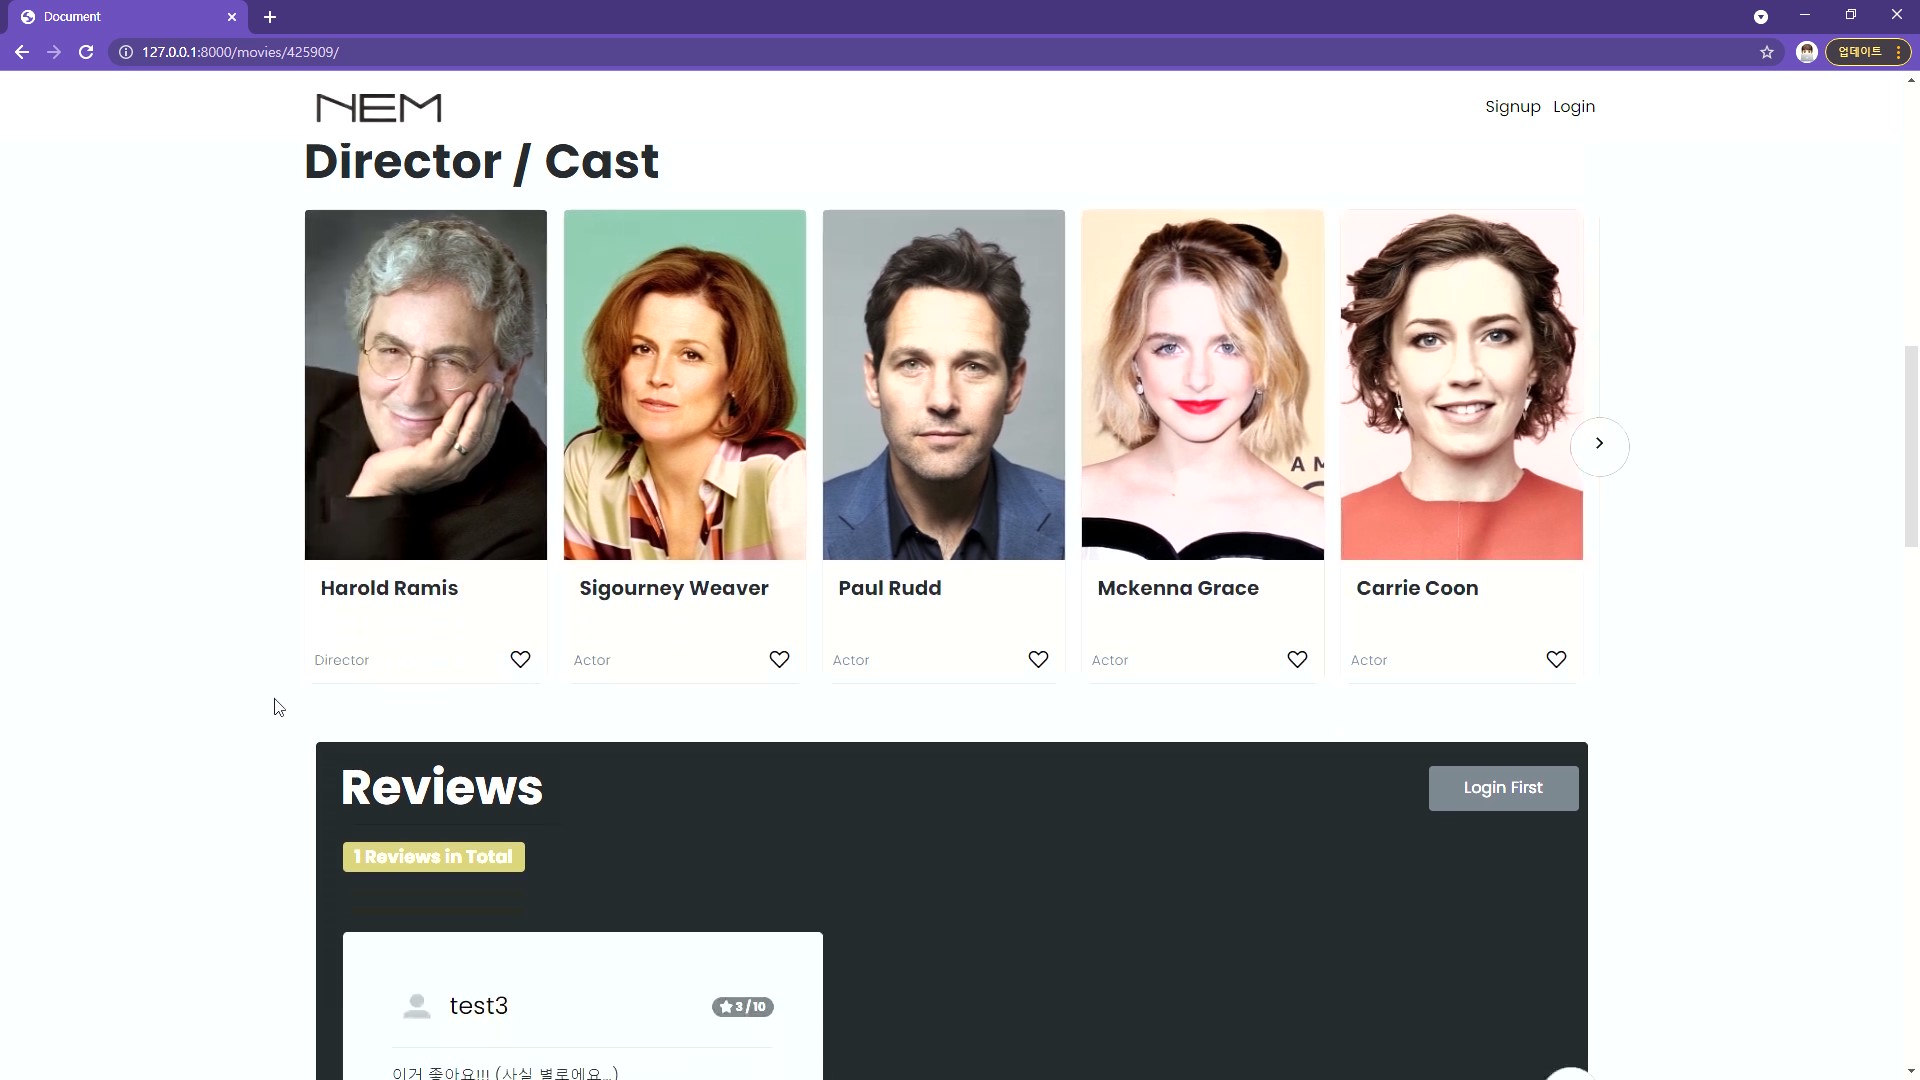 Document
127.0.0.1:8000/movies/425909/
업데이트
NEM
Signup Login
Director / Cast
AM
Harold Ramis
Sigourney Weaver
Paul Rudd
Mckenna Grace
Carrie Coon
Director
Actor
Actor
Actor
Actor
Reviews
Login First
1 Reviews in Total
test3
3 / 10
이거 좋아요!!! (사실 별로에요...)